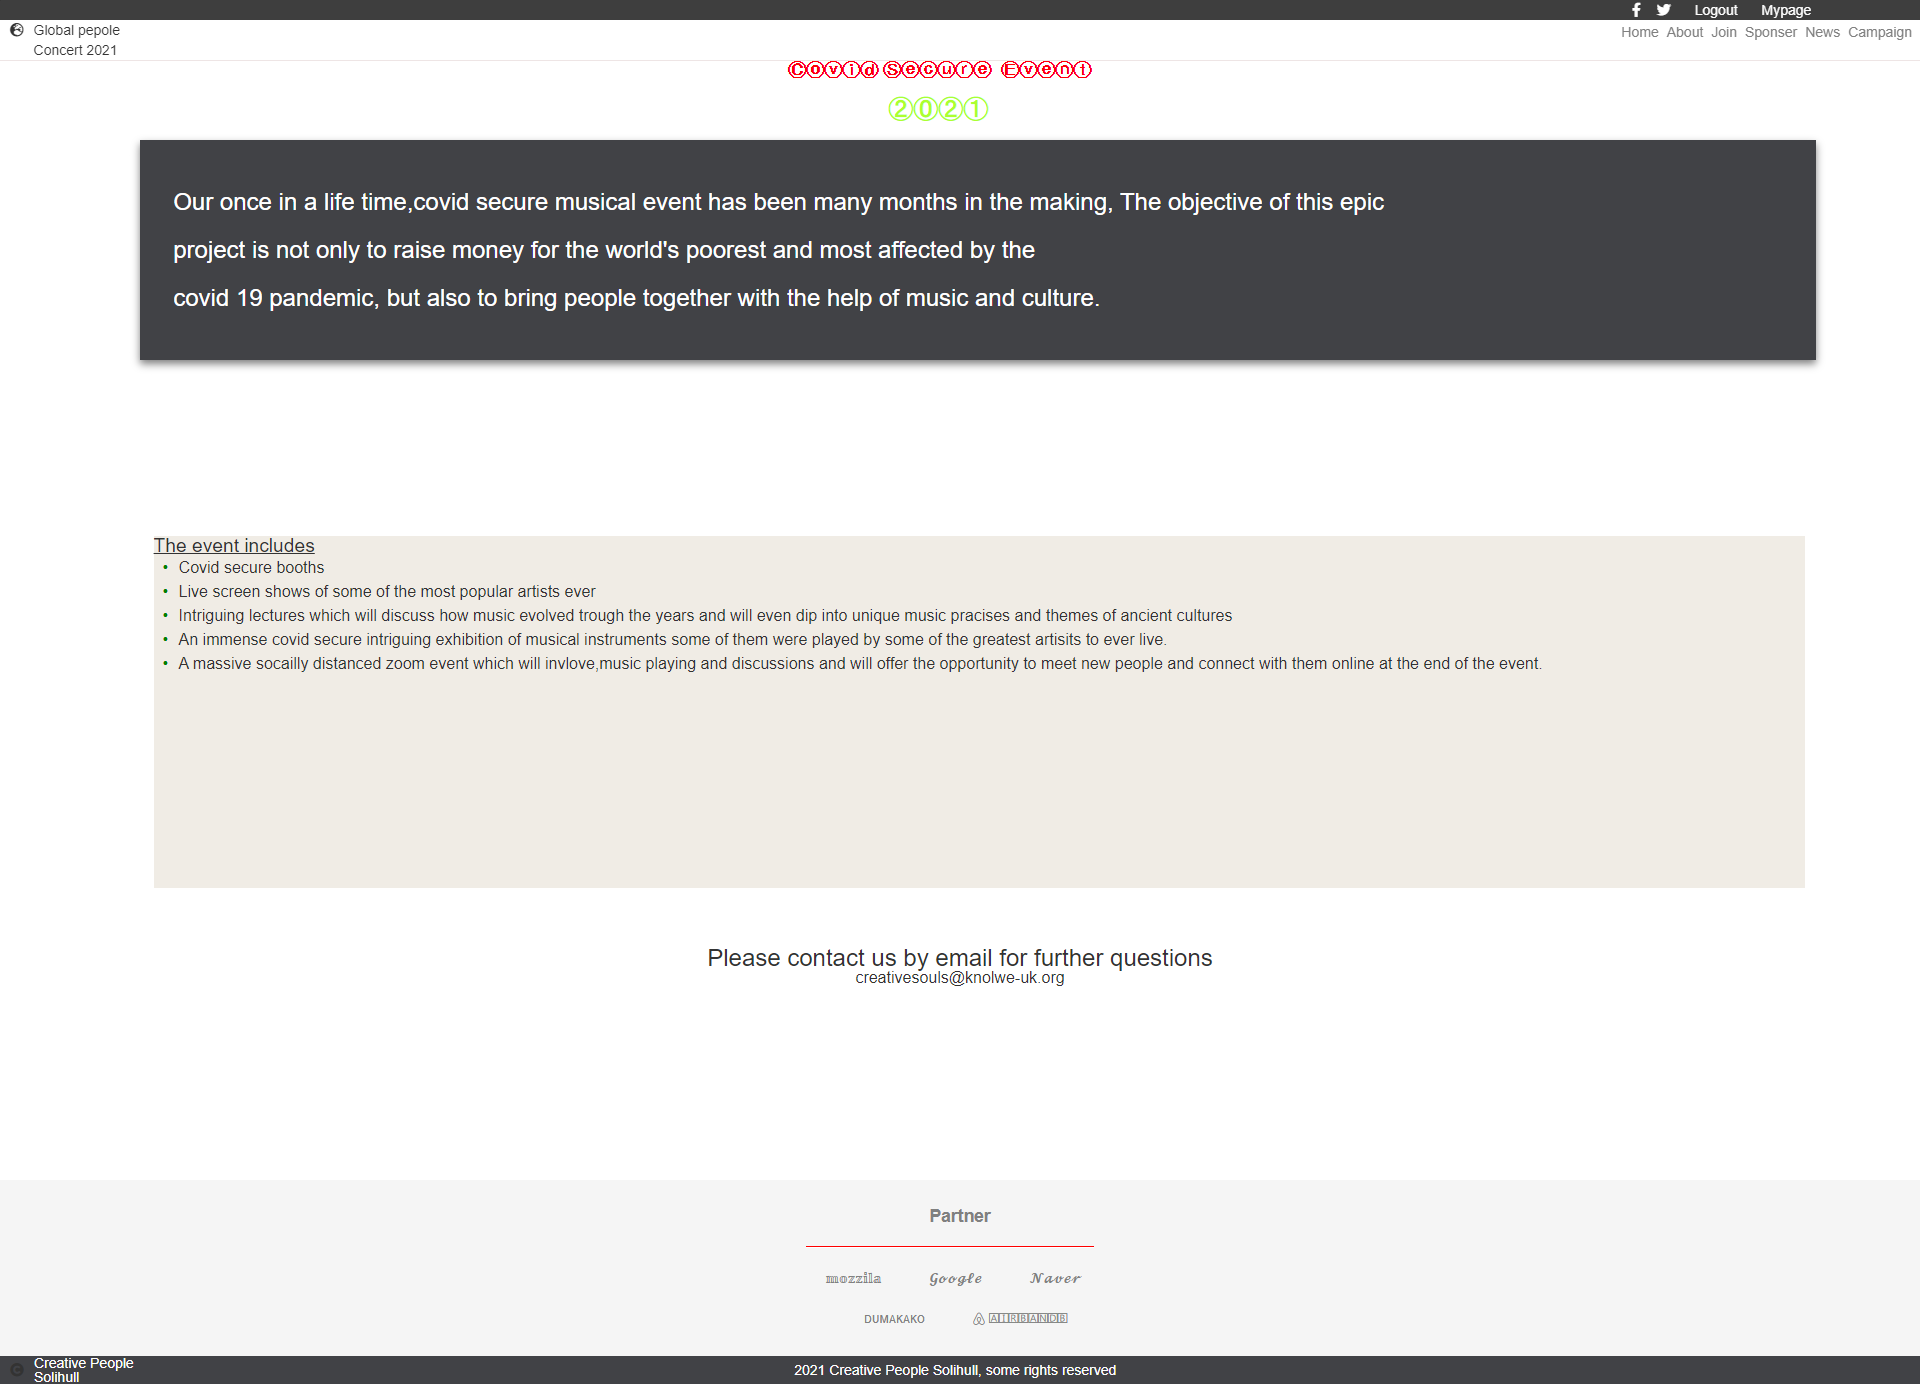 Logout Mypage
Global pepole
Concert 2021
Home About Join Sponser News Campaign
Ⓒⓞⓥⓘⓓ Ⓢⓔⓒⓤⓡⓔ Ⓔⓥⓔⓝⓣ
②⓪②①
Our once in a life time,covid secure musical event has been many months in the making, The objective of this epic
project is not only to raise money for the world's poorest and most affected by the
covid 19 pandemic, but also to bring people together with the help of music and culture.
The event includes
• Covid secure booths
• Live screen shows of some of the most popular artists ever
• Intriguing lectures which will discuss how music evolved trough the years and will even dip into unique music pracises and themes of ancient cultures
• An immense covid secure intriguing exhibition of musical instruments some of them were played by some of the greatest artisits to ever live.
• A massive socailly distanced zoom event which will invlove,music playing and discussions and will offer the opportunity to meet new people and connect with them online at the end of the event.
Please contact us by email for further questions
creativesouls@knolwe-uk.org
Partner
𝕞𝕠𝕫𝕫𝕚𝕝𝕒 𝓖𝓸𝓸𝓰𝓵𝓮 𝓝𝓪𝓿𝓮𝓻
DUMAKAKO 🄰🄸🅁🄱🄰🄽🄳🄱
Creative People
Solihull
2021 Creative People Solihull, some rights reserved